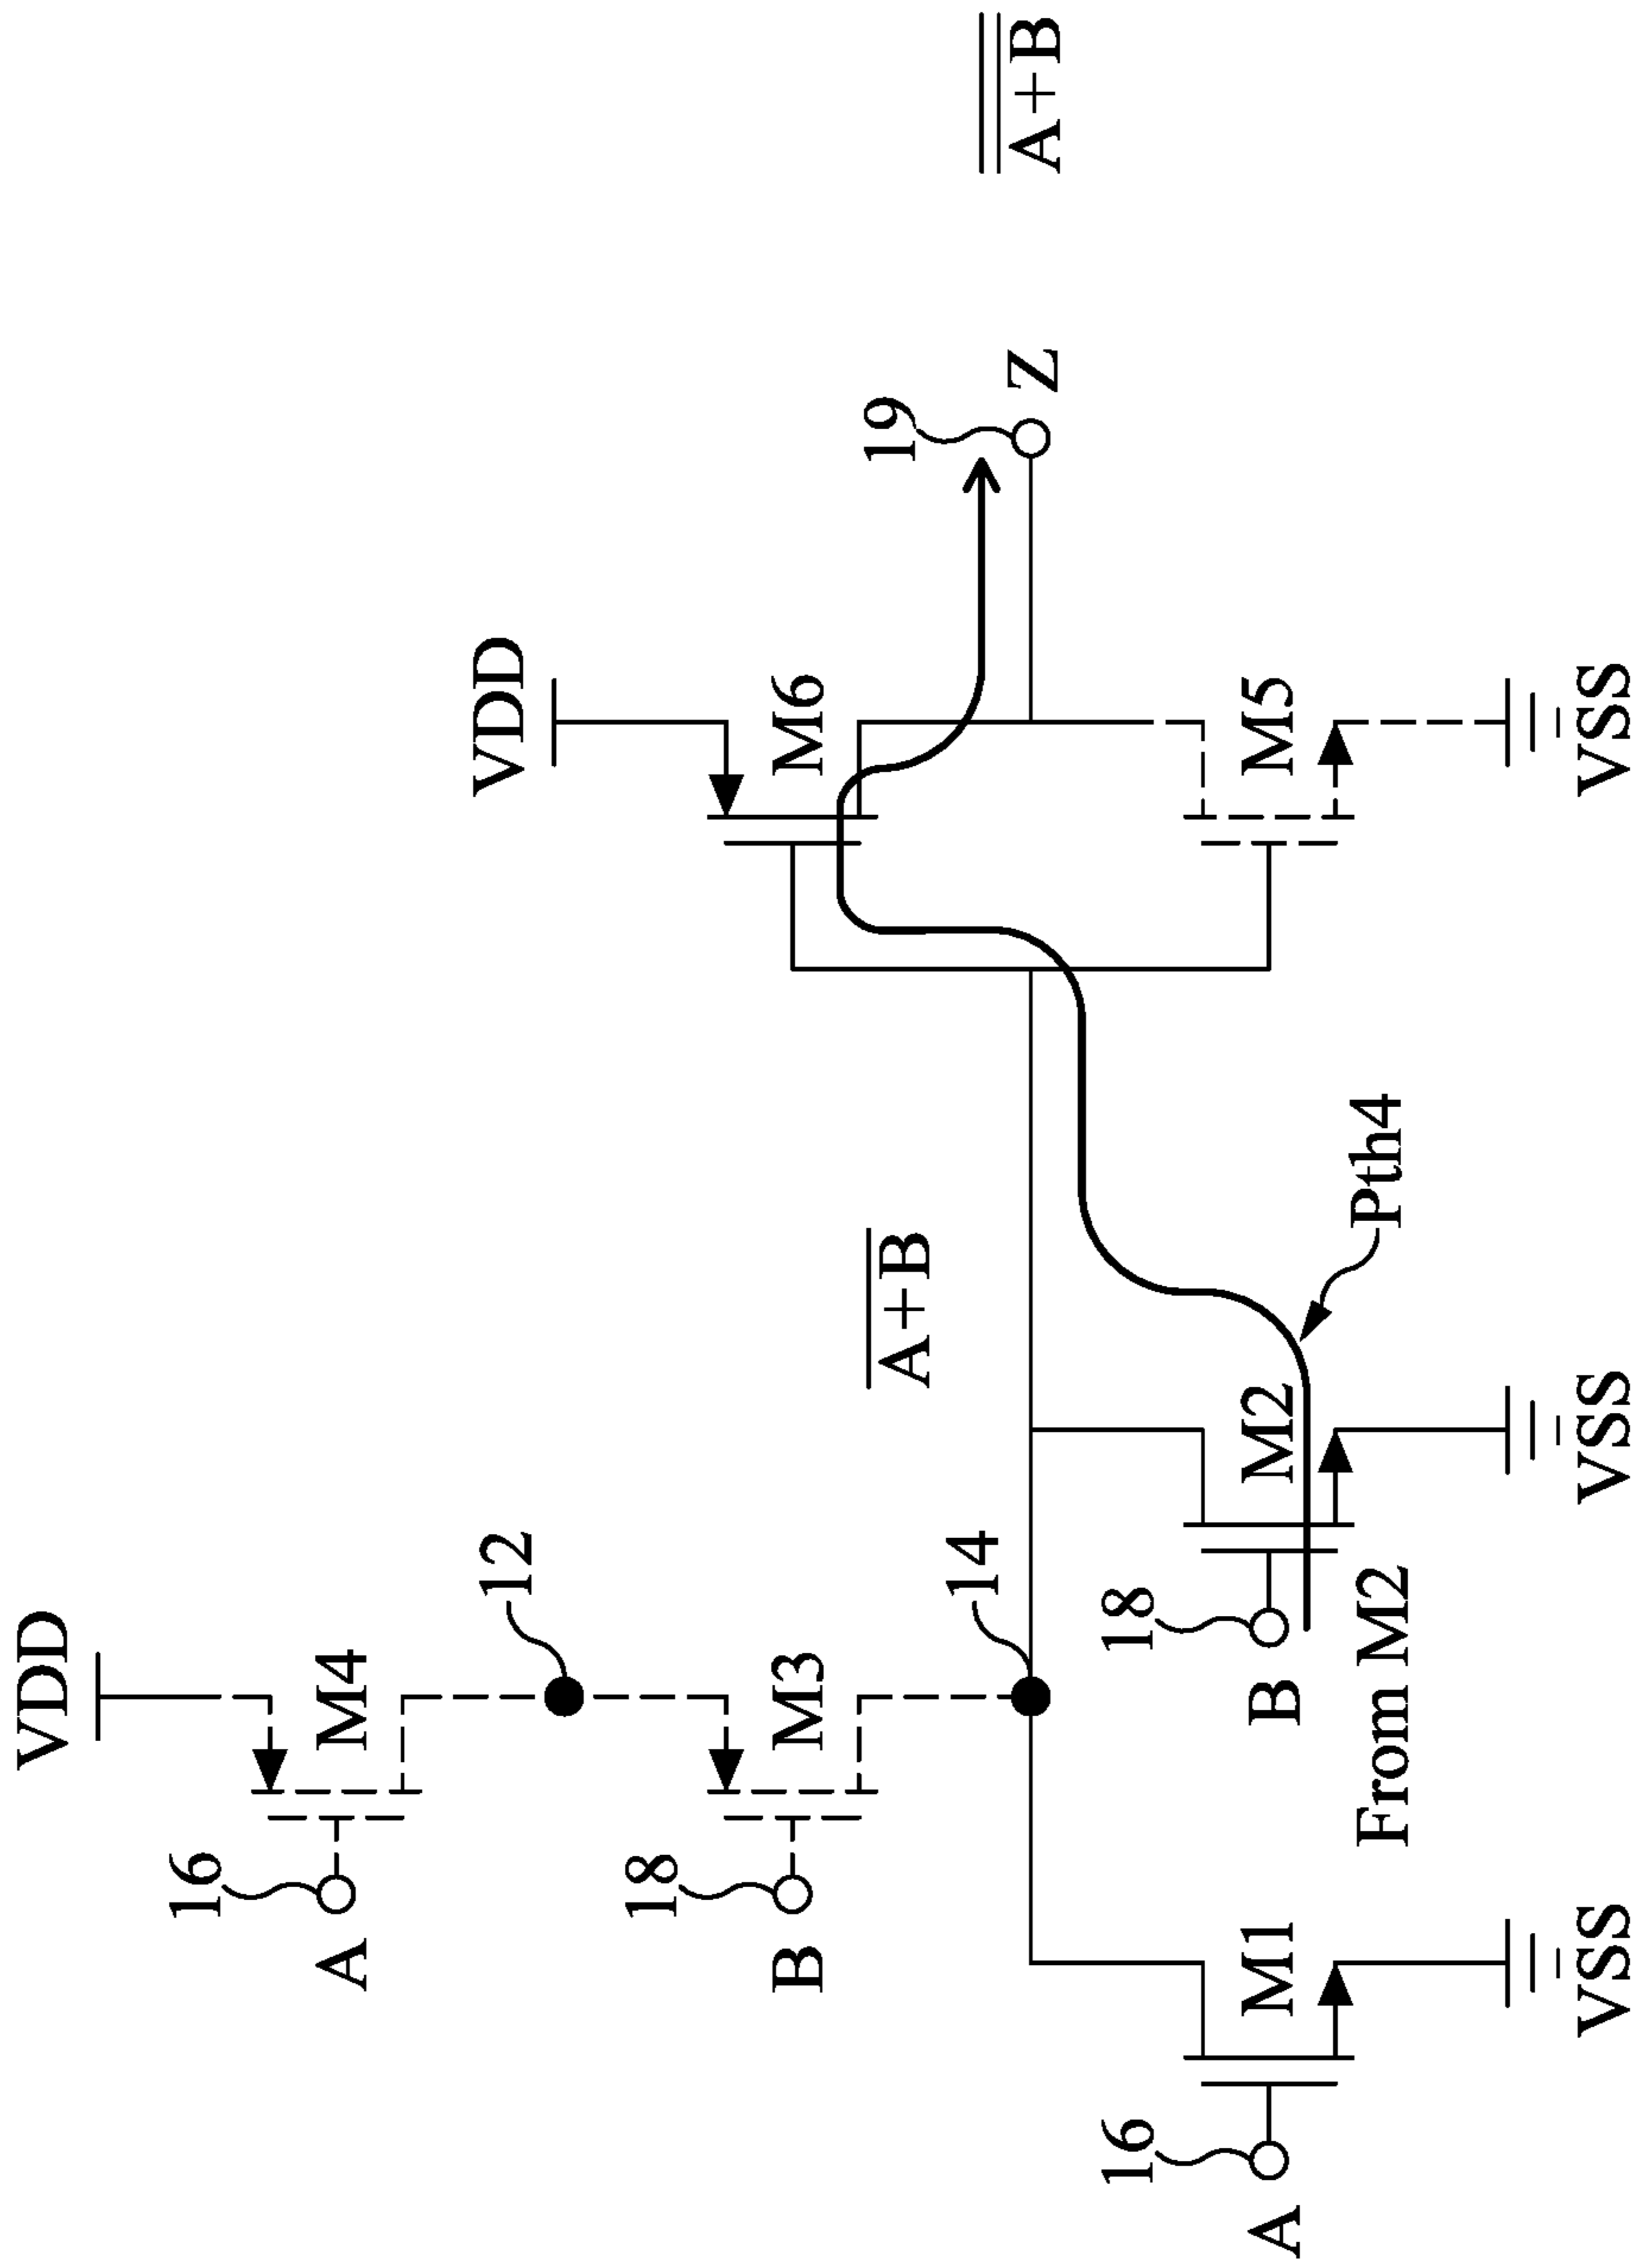 VDD
16
A
M4
12
18
B
M3
14
A+B
VDD
M6
19
Z
A+B
16
A
M1
VSS
18
B
M2
From M2
VSS
Pth4
M5
VSS